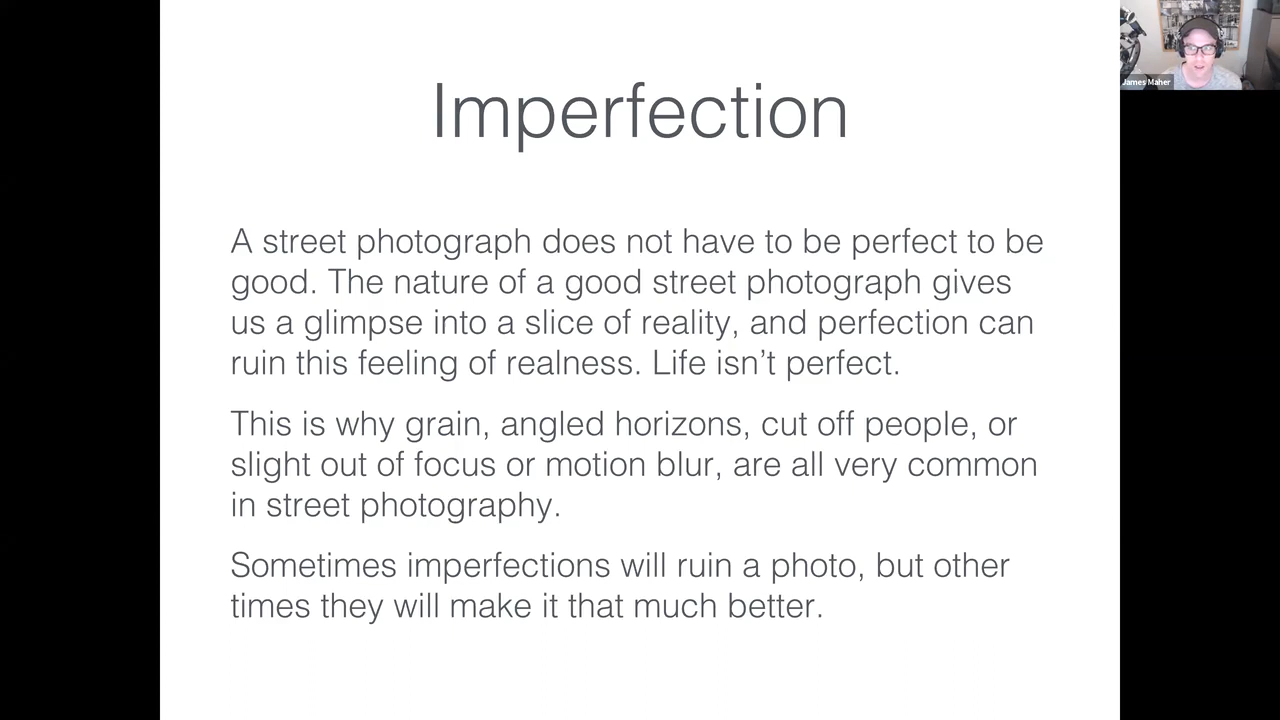 Imperfection
James Maher
A street photograph does not have to be perfect to be
good. The nature of a good street photograph gives
us a glimpse into a slice of reality, and perfection can
ruin this feeling of realness. Life isn’t perfect.
This is why grain, angled horizons, cut off people, or
slight out of focus or motion blur, are all very common
in street photography.
Sometimes imperfections will ruin a photo, but other
times they will make it that much better.